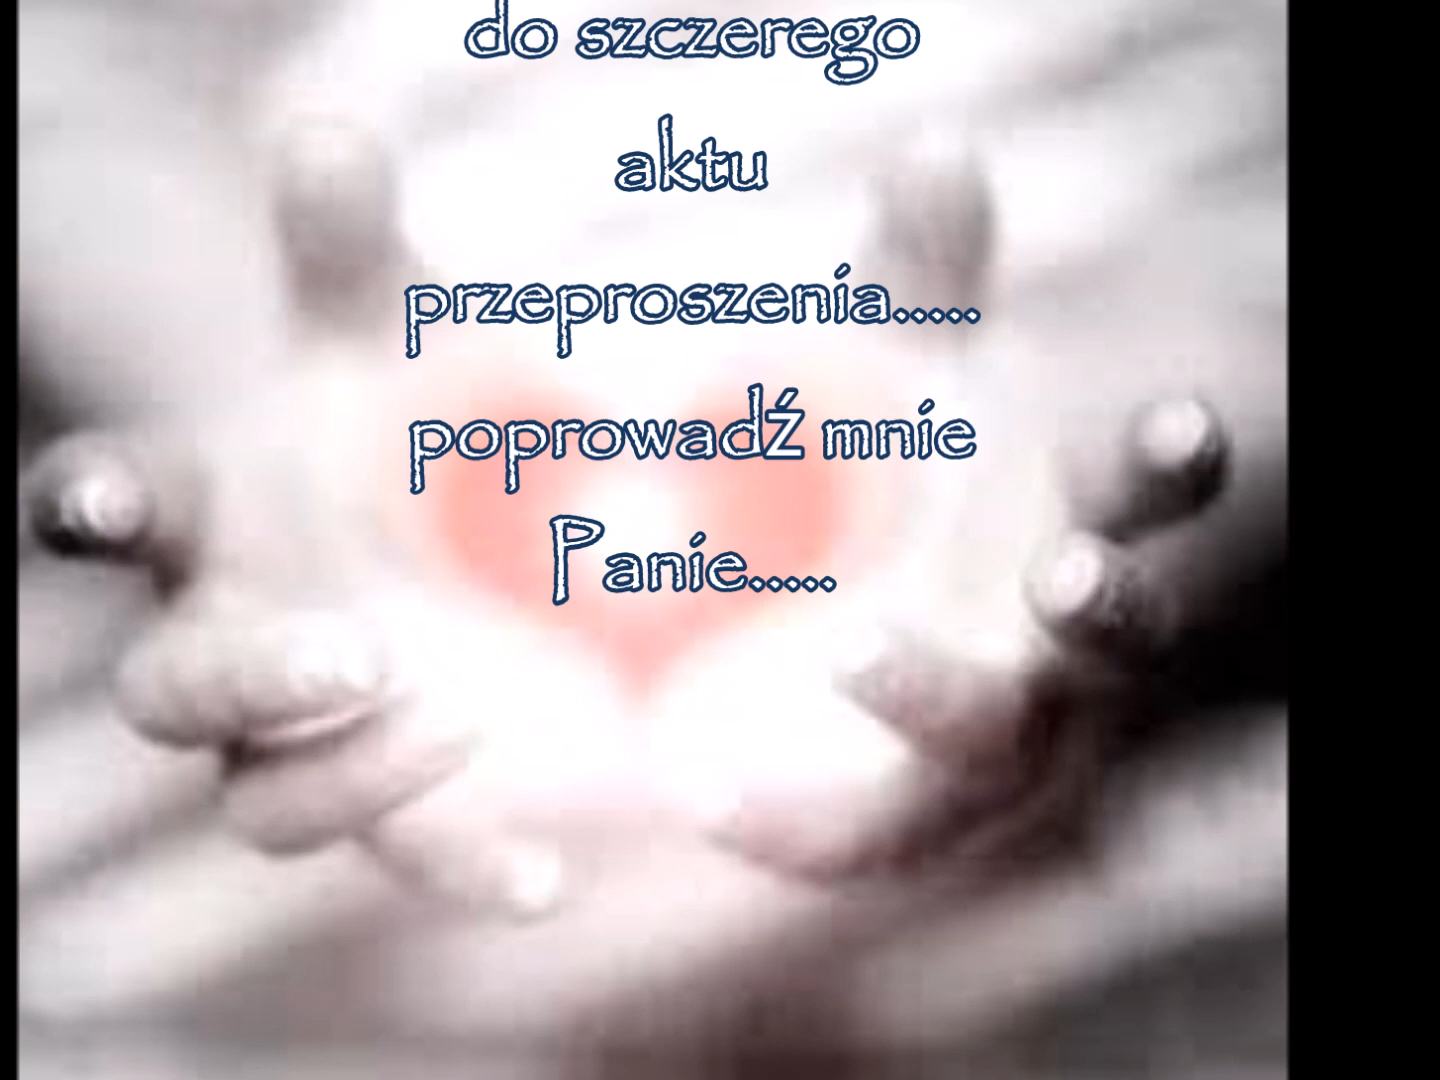 do szczerego
aktu
przeproszenia.....
poprowadź mnie
Panie......